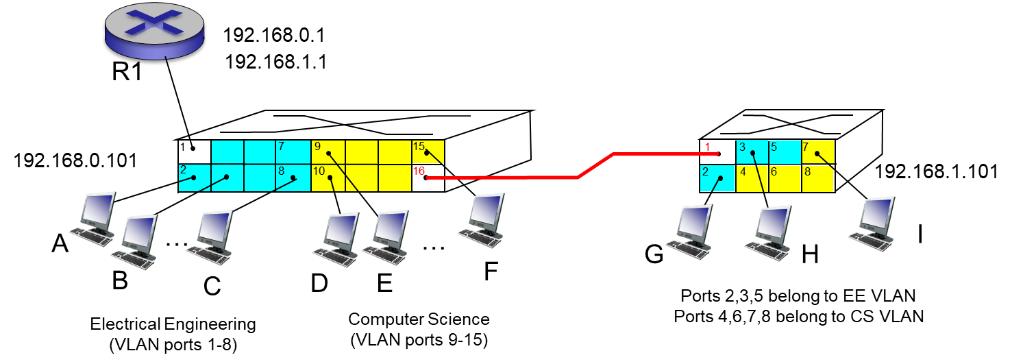 192.168.0.1
192.168.1.1
R1
1
7
9
15
2
8
10
16
192.168.0.101
1
3
5
7
2
4
6
8
192.168.1.101
A
B
...
C
D
E
...
F
G
H
I
Electrical Engineering
(VLAN ports 1-8)
Computer Science
(VLAN ports 9-15)
Ports 2,3,5 belong to EE VLAN
Ports 4,6,7,8 belong to CS VLAN